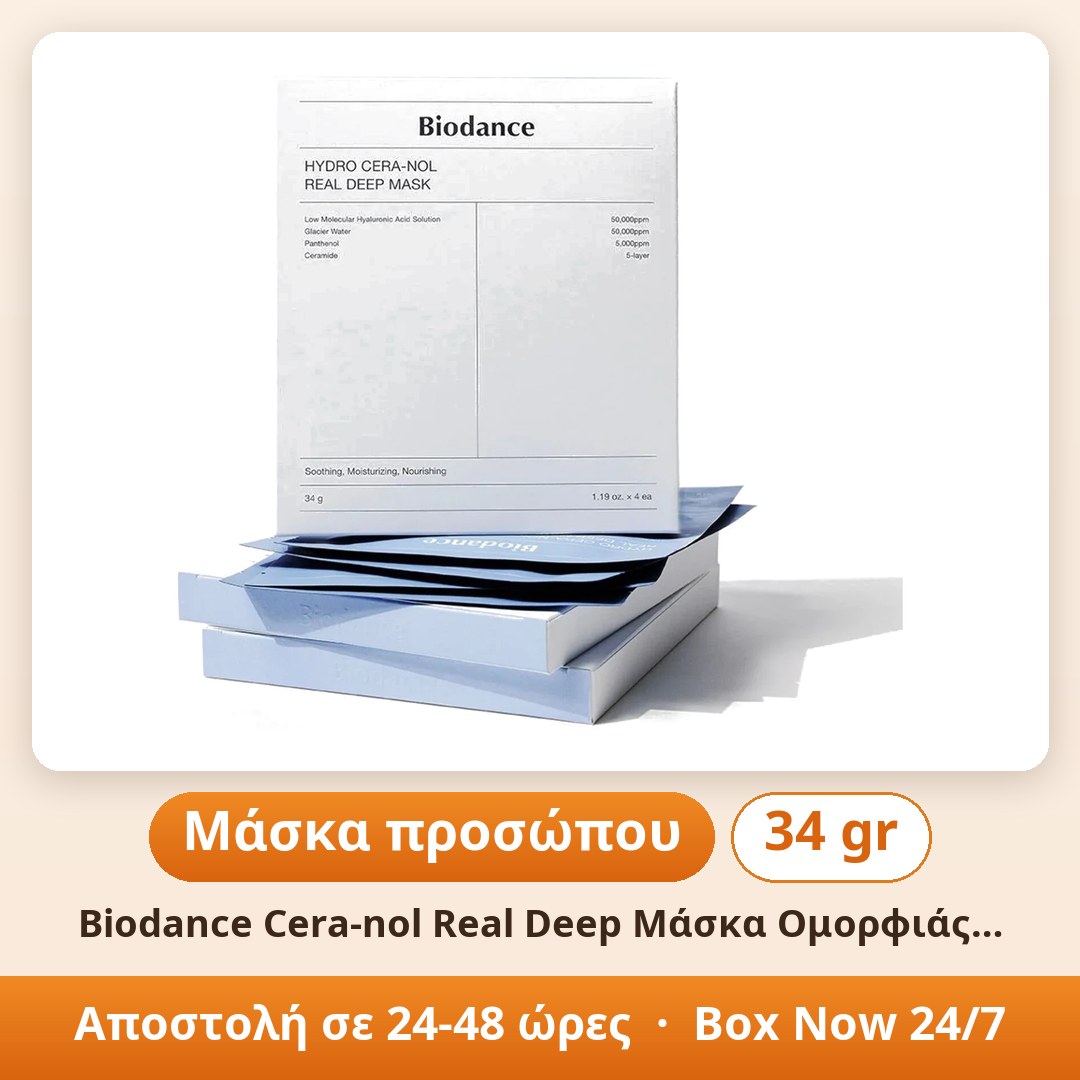 Biodance
HYDRO CERA-NOL
REAL DEEP MASK
Low Molecular Hyaluronic Acid Solution 50,000ppm
Glacier Water 50,000ppm
Panthenol 5,000ppm
Ceramide 5-layer
Soothing, Moisturizing, Nourishing
34 g 1.19 oz. x 4 ea
Biodance
Μάσκα προσώπου 34 gr
Biodance Cera-nol Real Deep Μάσκα Ομορφιάς...
Αποστολή σε 24-48 ώρες · Box Now 24/7